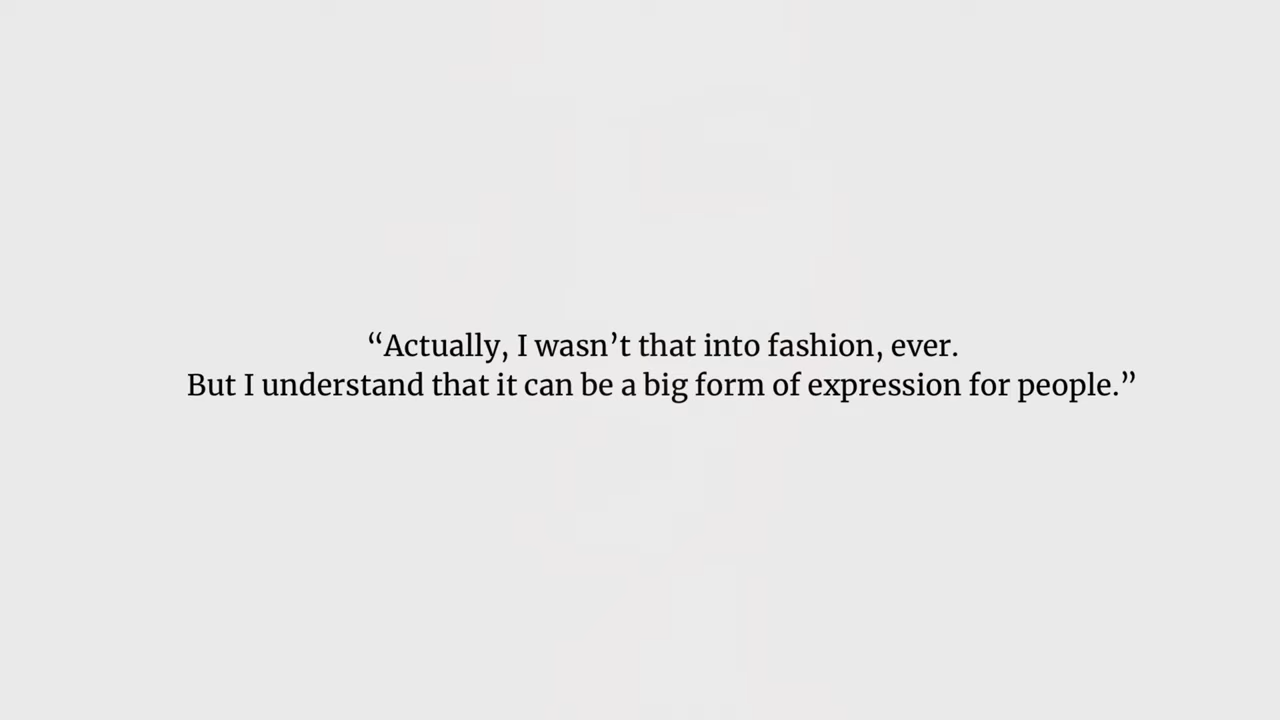 “Actually, I wasn’t that into fashion, ever.
But I understand that it can be a big form of expression for people.”